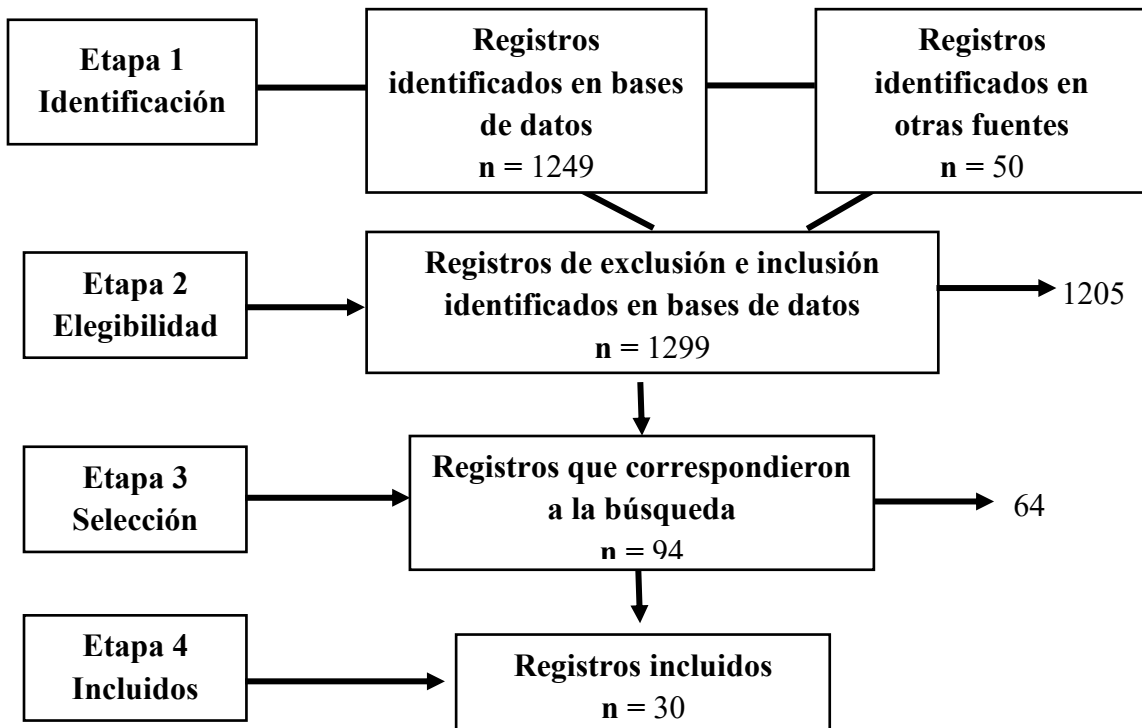 Etapa 1
Identificación
Registros
identificados en bases
de datos
n = 1249
Registros
identificados en
otras fuentes
n = 50
Etapa 2
Elegibilidad
Registros de exclusión e inclusión
identificados en bases de datos
n = 1299
1205
Etapa 3
Selección
Registros que correspondieron
a la búsqueda
n = 94
64
Etapa 4
Incluidos
Registros incluidos
n = 30